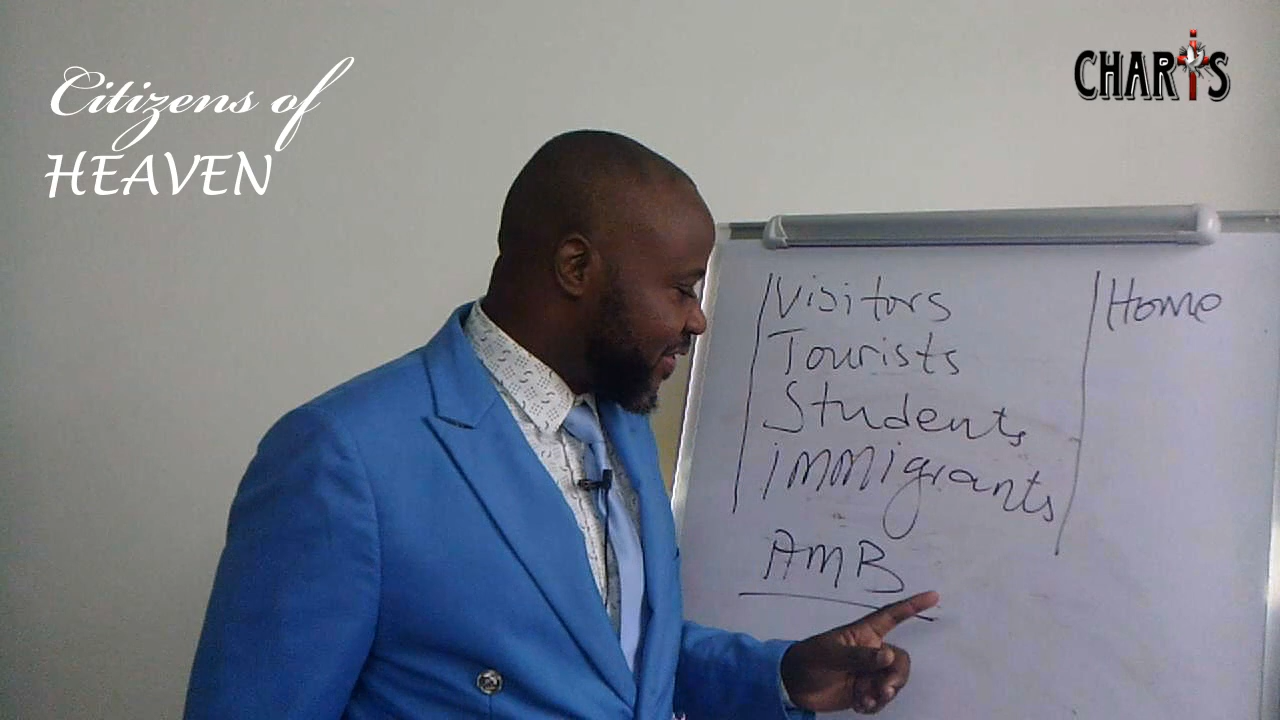 Citizens of
HEAVEN
CHARIS
Visitors
Tourists
Students
immigrants
AMB
Home